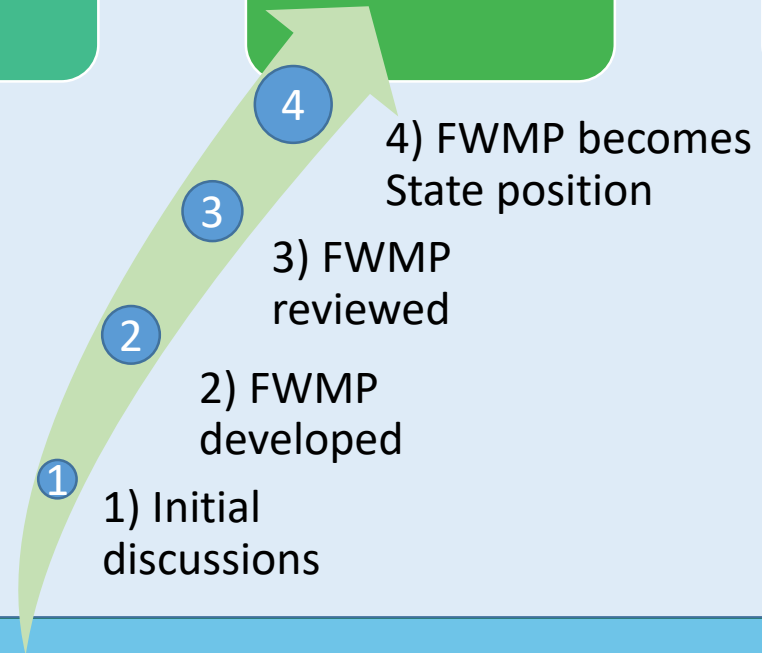 4
4) FWMP becomes
State position
3
3) FWMP
reviewed
2
2) FWMP
developed
1
1) Initial
discussions